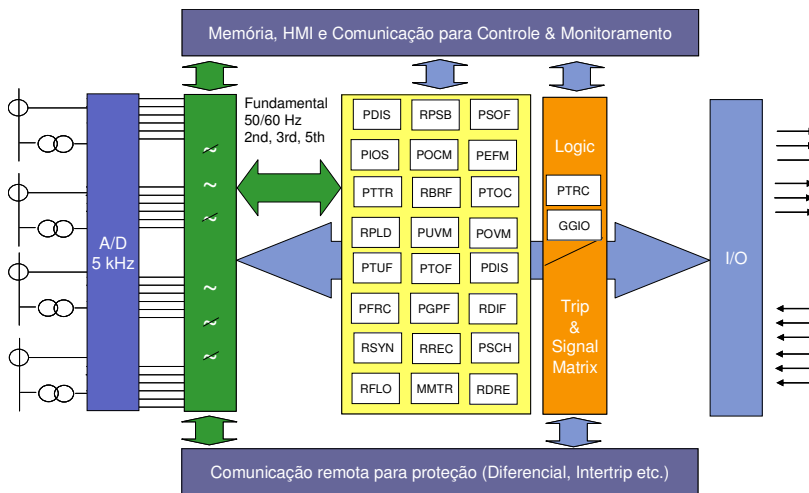 Memória, HMI e Comunicação para Controle & Monitoramento
A/D
5 kHz
Fundamental
50/60 Hz
2nd, 3rd, 5th
~
~
~
~
~
~
PDIS RPSB PSOF
PIOS POCM PEFM
PTTR RBRF PTOC
RPLD PUVM POVM
PTUF PTOF PDIS
PFRC PGPF RDIF
RSYN RREC PSCH
RFLO MMTR RDRE
Logic
PTRC
GGIO
Trip
&
Signal
Matrix
I/O
Comunicação remota para proteção (Diferencial, Intertrip etc.)